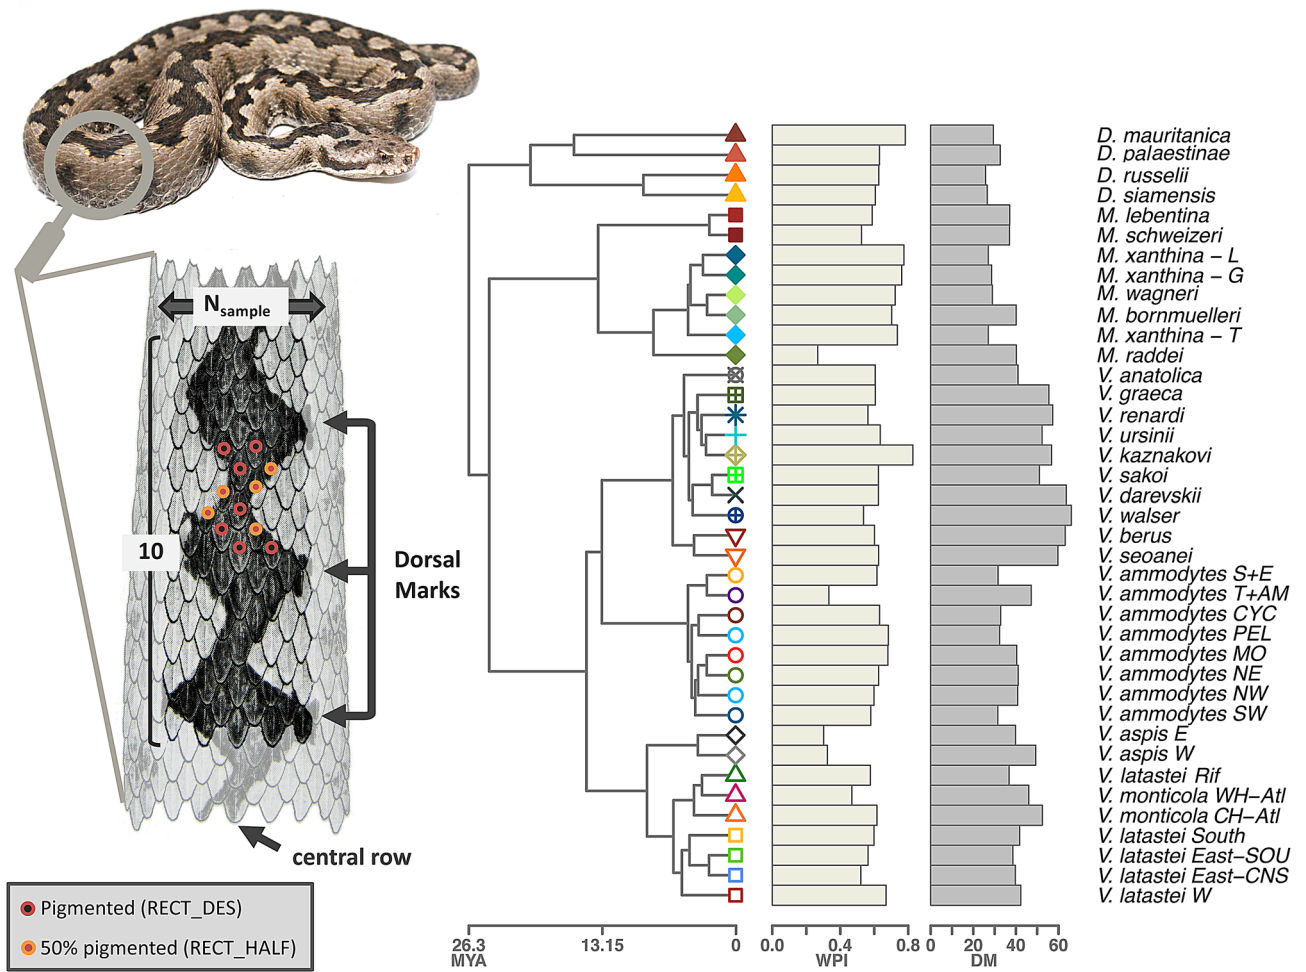 N sample
10
Dorsal
Marks
central row
Pigmented (RECT_DES)
50% pigmented (RECT_HALF)
D. mauritanica
D. palaestinae
D. russelii
D. siamensis
M. lebentina
M. schweizeri
M. xanthina – L
M. xanthina – G
M. wagneri
M. bornmuelleri
M. xanthina – T
M. raddei
V. anatolica
V. graeca
V. renardi
V. ursinii
V. kaznakovi
V. sakoi
V. darevskii
V. walser
V. berus
V. seoanei
V. ammodytes S+E
V. ammodytes T+AM
V. ammodytes CYC
V. ammodytes PEL
V. ammodytes MO
V. ammodytes NE
V. ammodytes NW
V. ammodytes SW
V. aspis E
V. aspis W
V. latastei Rif
V. monticola WH–Atl
V. monticola CH–Atl
V. latastei South
V. latastei East–SOU
V. latastei East–CNS
V. latastei W
26.3 13.15 0
MYA
0.0 0.4 0.8
WPI
0 20 40 60
DM